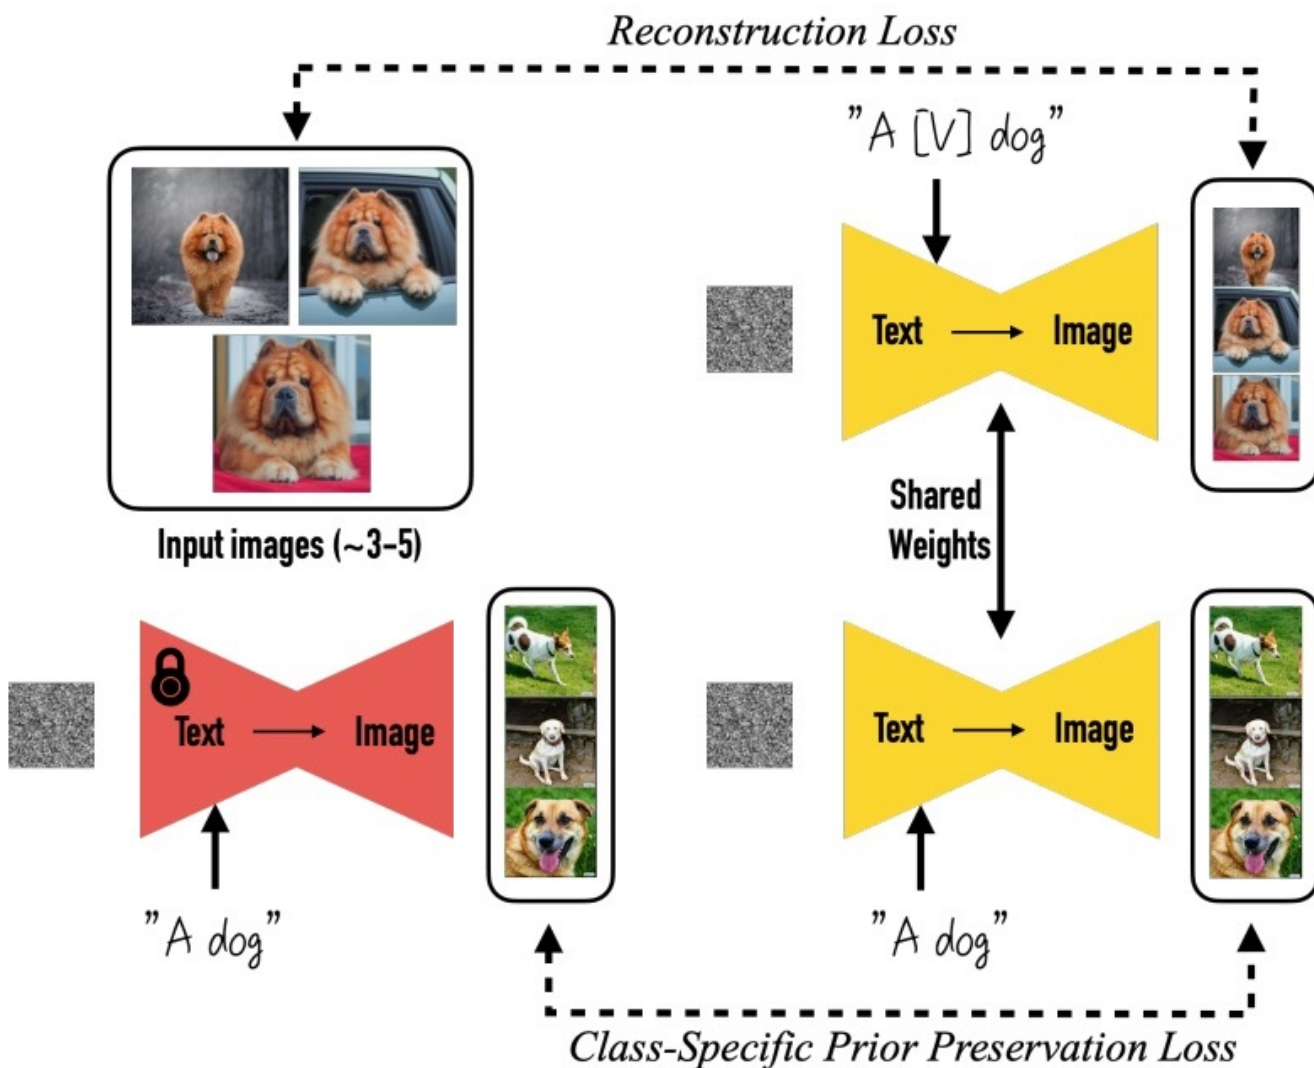 Reconstruction Loss
"A [V] dog"
Text → Image
Input images (~3-5)
Shared
Weights
Text → Image
"A dog"
Text → Image
"A dog"
Class-Specific Prior Preservation Loss